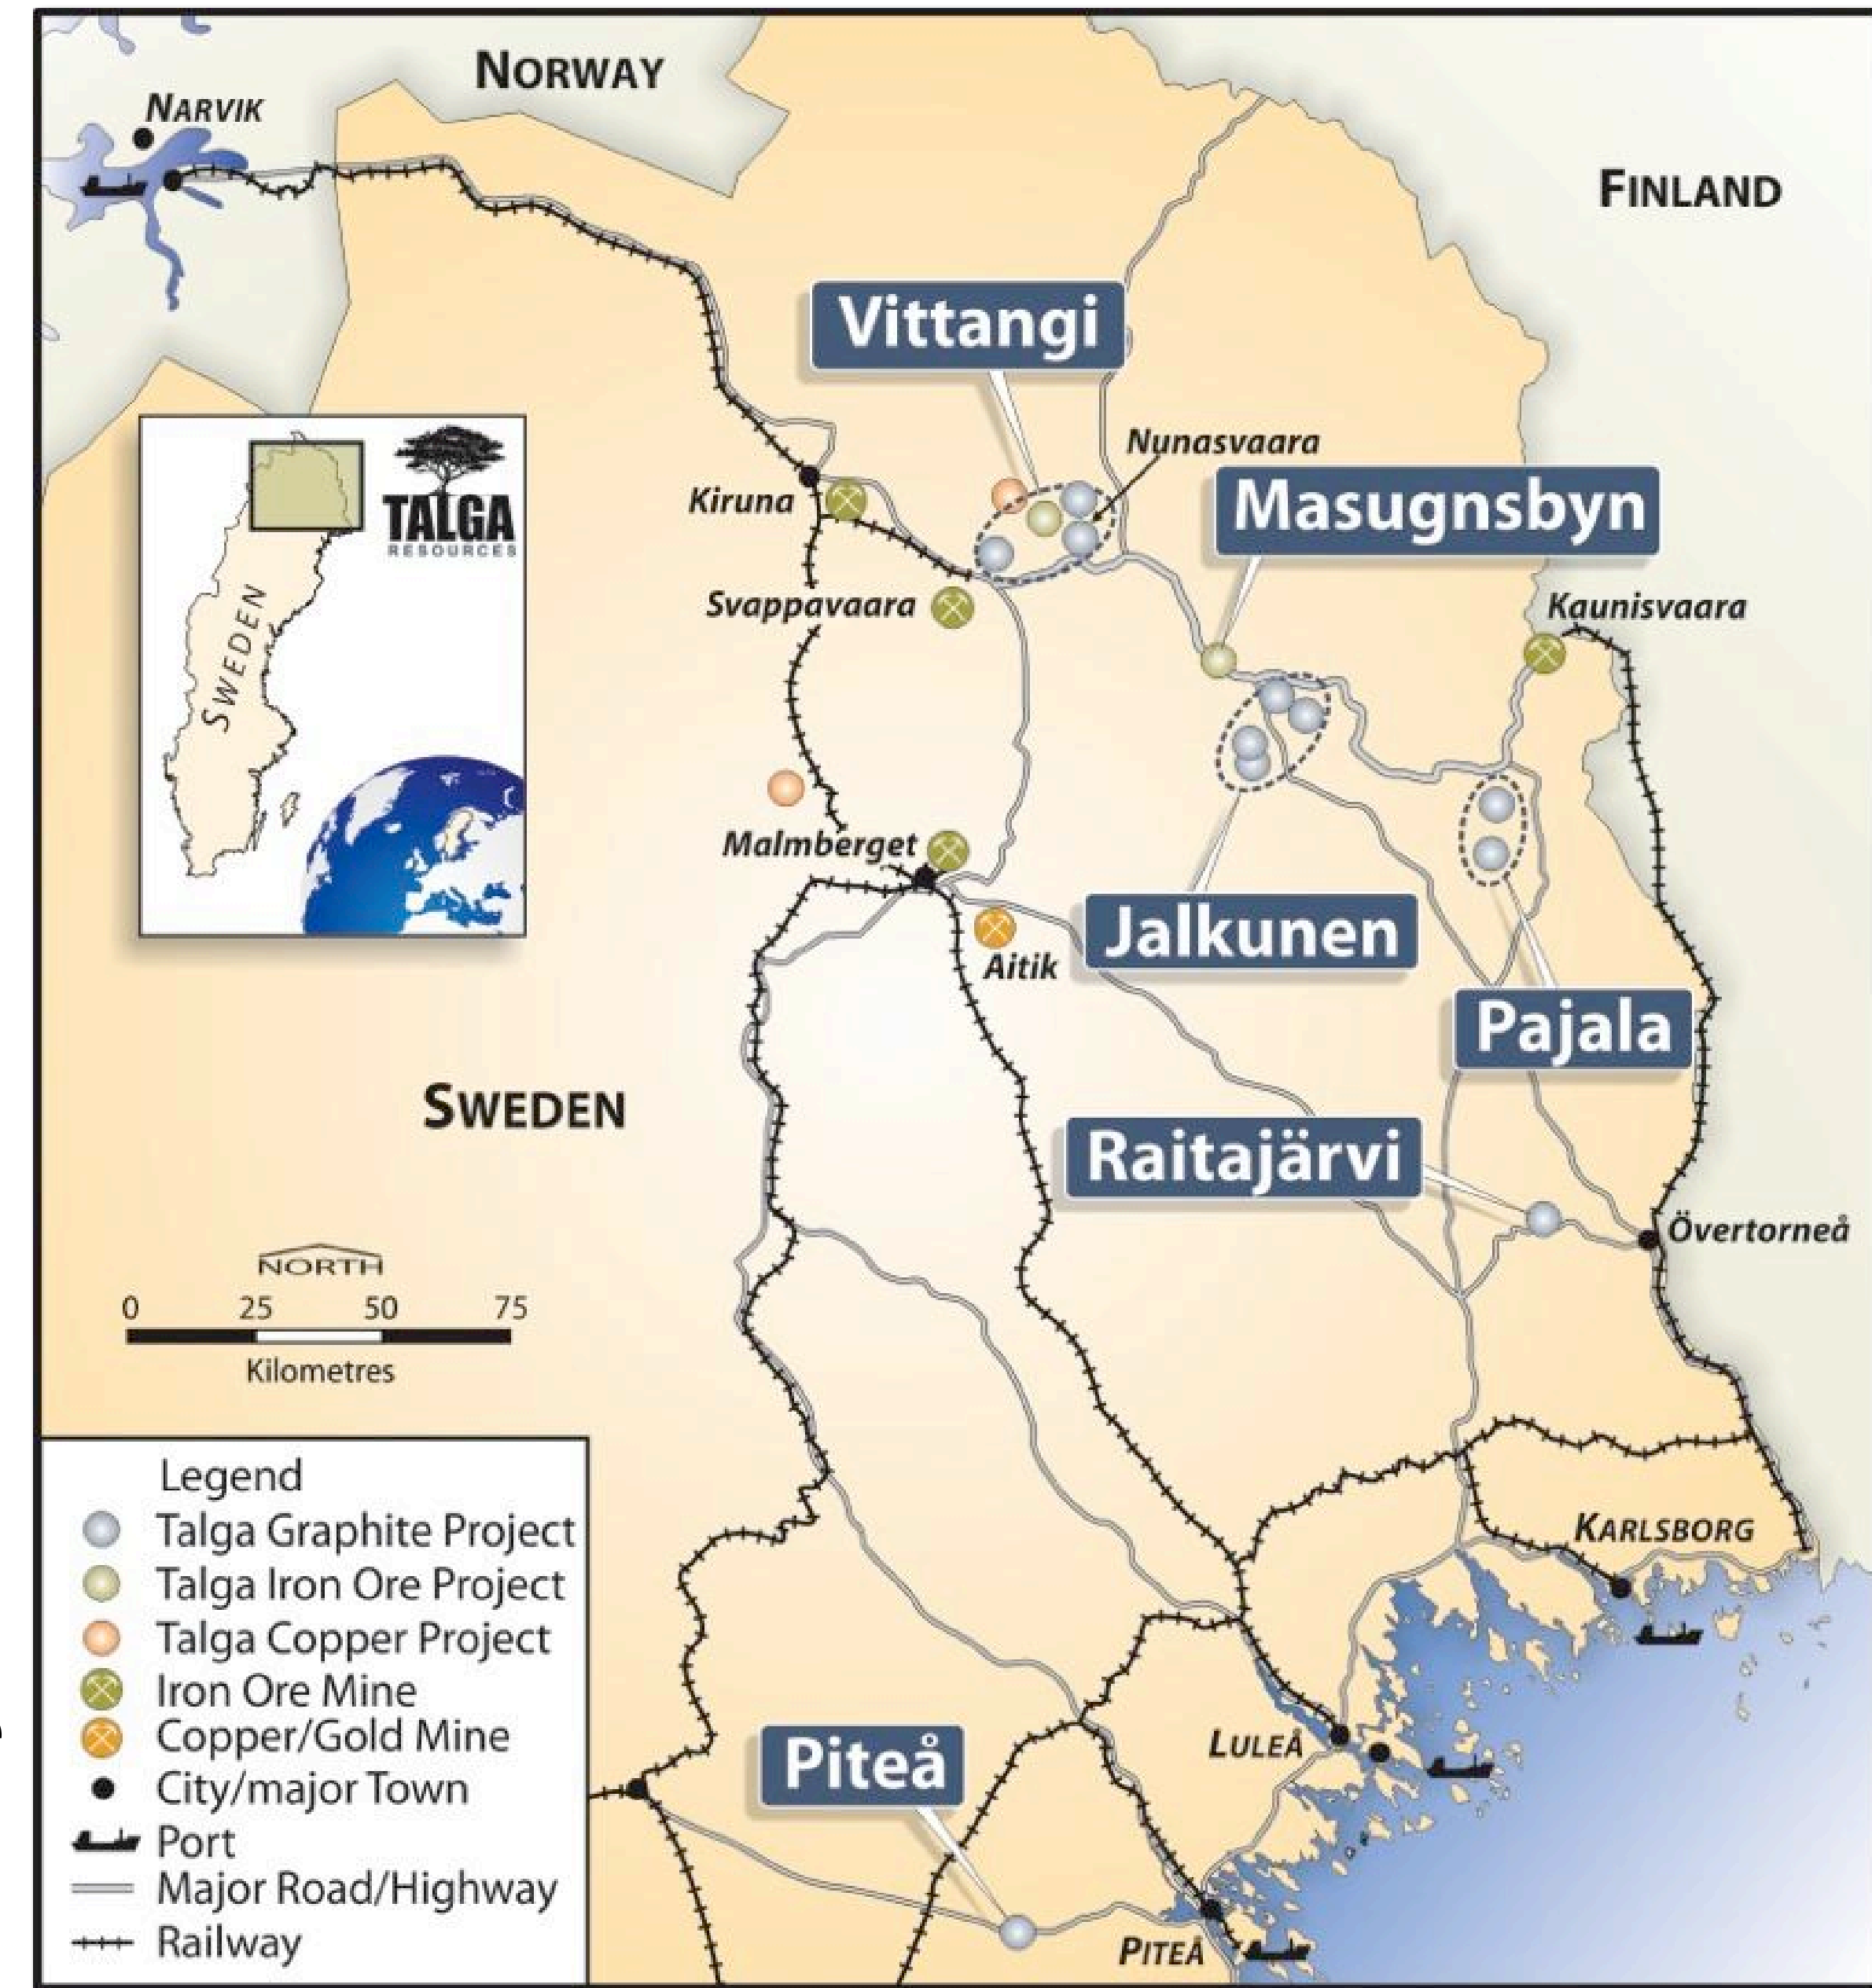 NORWAY
NARVIK
FINLAND
Vittangi
Nunasvaara
Kiruna
Masugnsbyn
TALGA
RESOURCES
SWEDEN
Svappavaara
Kaunisvaara
Malmberget
Jalkunen
Aitik
Pajala
SWEDEN
Raitajärvi
Övertorneå
NORTH
0 25 50 75
Kilometres
Legend
Talga Graphite Project
Talga Iron Ore Project
Talga Copper Project
Iron Ore Mine
Copper/Gold Mine
City/major Town
Port
Major Road/Highway
Railway
KARLSBORG
LULEÅ
Piteå
PITEÅ